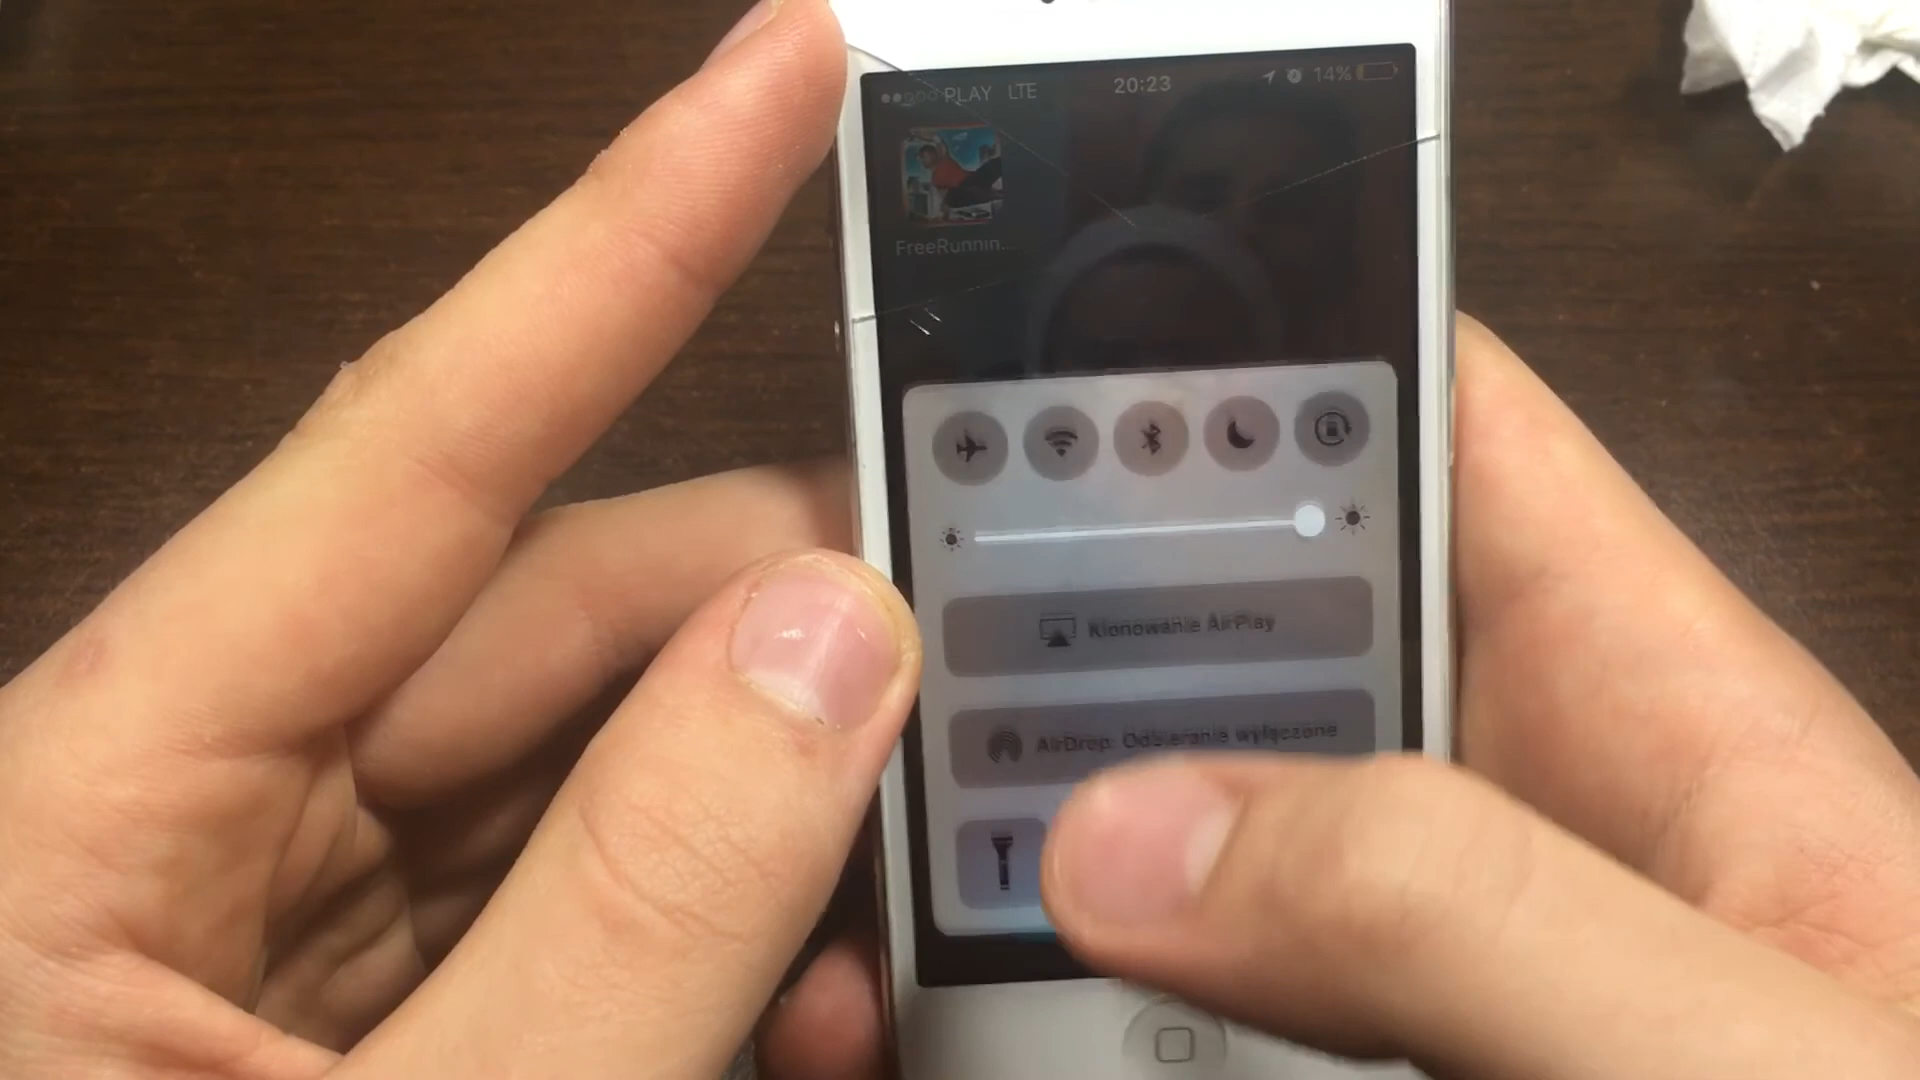 PLAY LTE 20:23 14%
FreeRunnin...
Klonowanie AirPlay
AirDrop: Odbieranie wyłączone